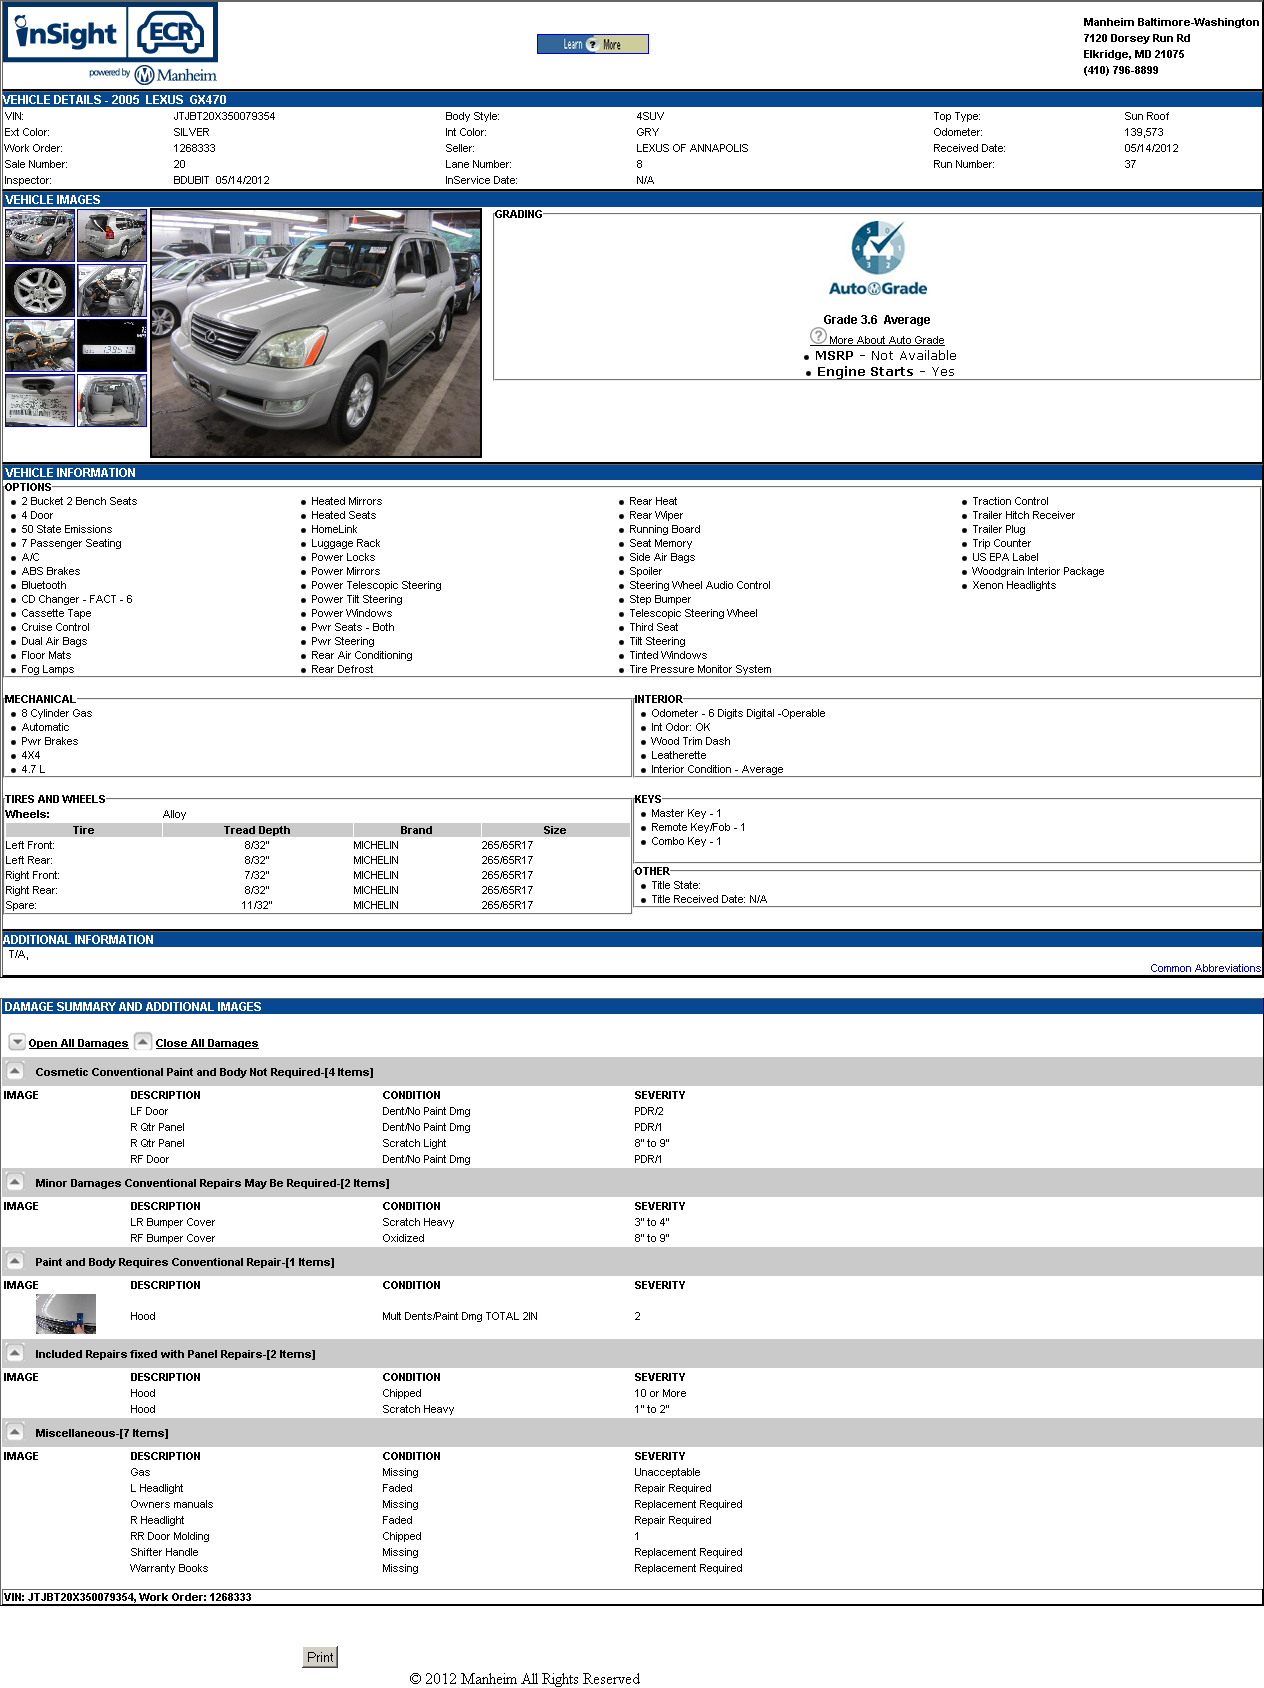 inSight ECR
powered by Manheim
Learn ? More
Manheim Baltimore-Washington
7120 Dorsey Run Rd
Elkridge, MD 21075
(410) 796-8899
VEHICLE DETAILS - 2005 LEXUS GX470
VIN: JTJBT20X350079354 Body Style: 4SUV Top Type: Sun Roof
Ext Color: SILVER Int Color: GRY Odometer: 139,573
Work Order: 1268333 Seller: LEXUS OF ANNAPOLIS Received Date: 05/14/2012
Sale Number: 20 Lane Number: 8 Run Number: 37
Inspector: BDUBIT 05/14/2012 InService Date: N/A
VEHICLE IMAGES
GRADING
5 0 4 1 3 2
AutoGrade
Grade 3.6 Average
? More About Auto Grade
• MSRP - Not Available
• Engine Starts - Yes
VEHICLE INFORMATION
OPTIONS
• 2 Bucket 2 Bench Seats • Heated Mirrors • Rear Heat • Traction Control
• 4 Door • Heated Seats • Rear Wiper • Trailer Hitch Receiver
• 50 State Emissions • HomeLink • Running Board • Trailer Plug
• 7 Passenger Seating • Luggage Rack • Seat Memory • Trip Counter
• A/C • Power Locks • Side Air Bags • US EPA Label
• ABS Brakes • Power Mirrors • Spoiler • Woodgrain Interior Package
• Bluetooth • Power Telescopic Steering • Steering Wheel Audio Control • Xenon Headlights
• CD Changer - FACT - 6 • Power Tilt Steering • Step Bumper
• Cassette Tape • Power Windows • Telescopic Steering Wheel
• Cruise Control • Pwr Seats - Both • Third Seat
• Dual Air Bags • Pwr Steering • Tilt Steering
• Floor Mats • Rear Air Conditioning • Tinted Windows
• Fog Lamps • Rear Defrost • Tire Pressure Monitor System
MECHANICAL
• 8 Cylinder Gas
• Automatic
• Pwr Brakes
• 4X4
• 4.7 L
INTERIOR
• Odometer - 6 Digits Digital -Operable
• Int Odor: OK
• Wood Trim Dash
• Leatherette
• Interior Condition - Average
TIRES AND WHEELS
Wheels: Alloy
Tire Tread Depth Brand Size
Left Front: 8/32" MICHELIN 265/65R17
Left Rear: 8/32" MICHELIN 265/65R17
Right Front: 7/32" MICHELIN 265/65R17
Right Rear: 8/32" MICHELIN 265/65R17
Spare: 11/32" MICHELIN 265/65R17
KEYS
• Master Key - 1
• Remote Key/Fob - 1
• Combo Key - 1
OTHER
• Title State:
• Title Received Date: N/A
ADDITIONAL INFORMATION
T/A,
Common Abbreviations
DAMAGE SUMMARY AND ADDITIONAL IMAGES
Open All Damages Close All Damages
Cosmetic Conventional Paint and Body Not Required-[4 Items]
IMAGE DESCRIPTION CONDITION SEVERITY
LF Door Dent/No Paint Dmg PDR/2
R Qtr Panel Dent/No Paint Dmg PDR/1
R Qtr Panel Scratch Light 8" to 9"
RF Door Dent/No Paint Dmg PDR/1
Minor Damages Conventional Repairs May Be Required-[2 Items]
IMAGE DESCRIPTION CONDITION SEVERITY
LR Bumper Cover Scratch Heavy 3" to 4"
RF Bumper Cover Oxidized 8" to 9"
Paint and Body Requires Conventional Repair-[1 Items]
IMAGE DESCRIPTION CONDITION SEVERITY
Hood Mult Dents/Paint Dmg TOTAL 2IN 2
Included Repairs fixed with Panel Repairs-[2 Items]
IMAGE DESCRIPTION CONDITION SEVERITY
Hood Chipped 10 or More
Hood Scratch Heavy 1" to 2"
Miscellaneous-[7 Items]
IMAGE DESCRIPTION CONDITION SEVERITY
Gas Missing Unacceptable
L Headlight Faded Repair Required
Owners manuals Missing Replacement Required
R Headlight Faded Repair Required
RR Door Molding Chipped 1
Shifter Handle Missing Replacement Required
Warranty Books Missing Replacement Required
VIN: JTJBT20X350079354, Work Order: 1268333
Print
© 2012 Manheim All Rights Reserved